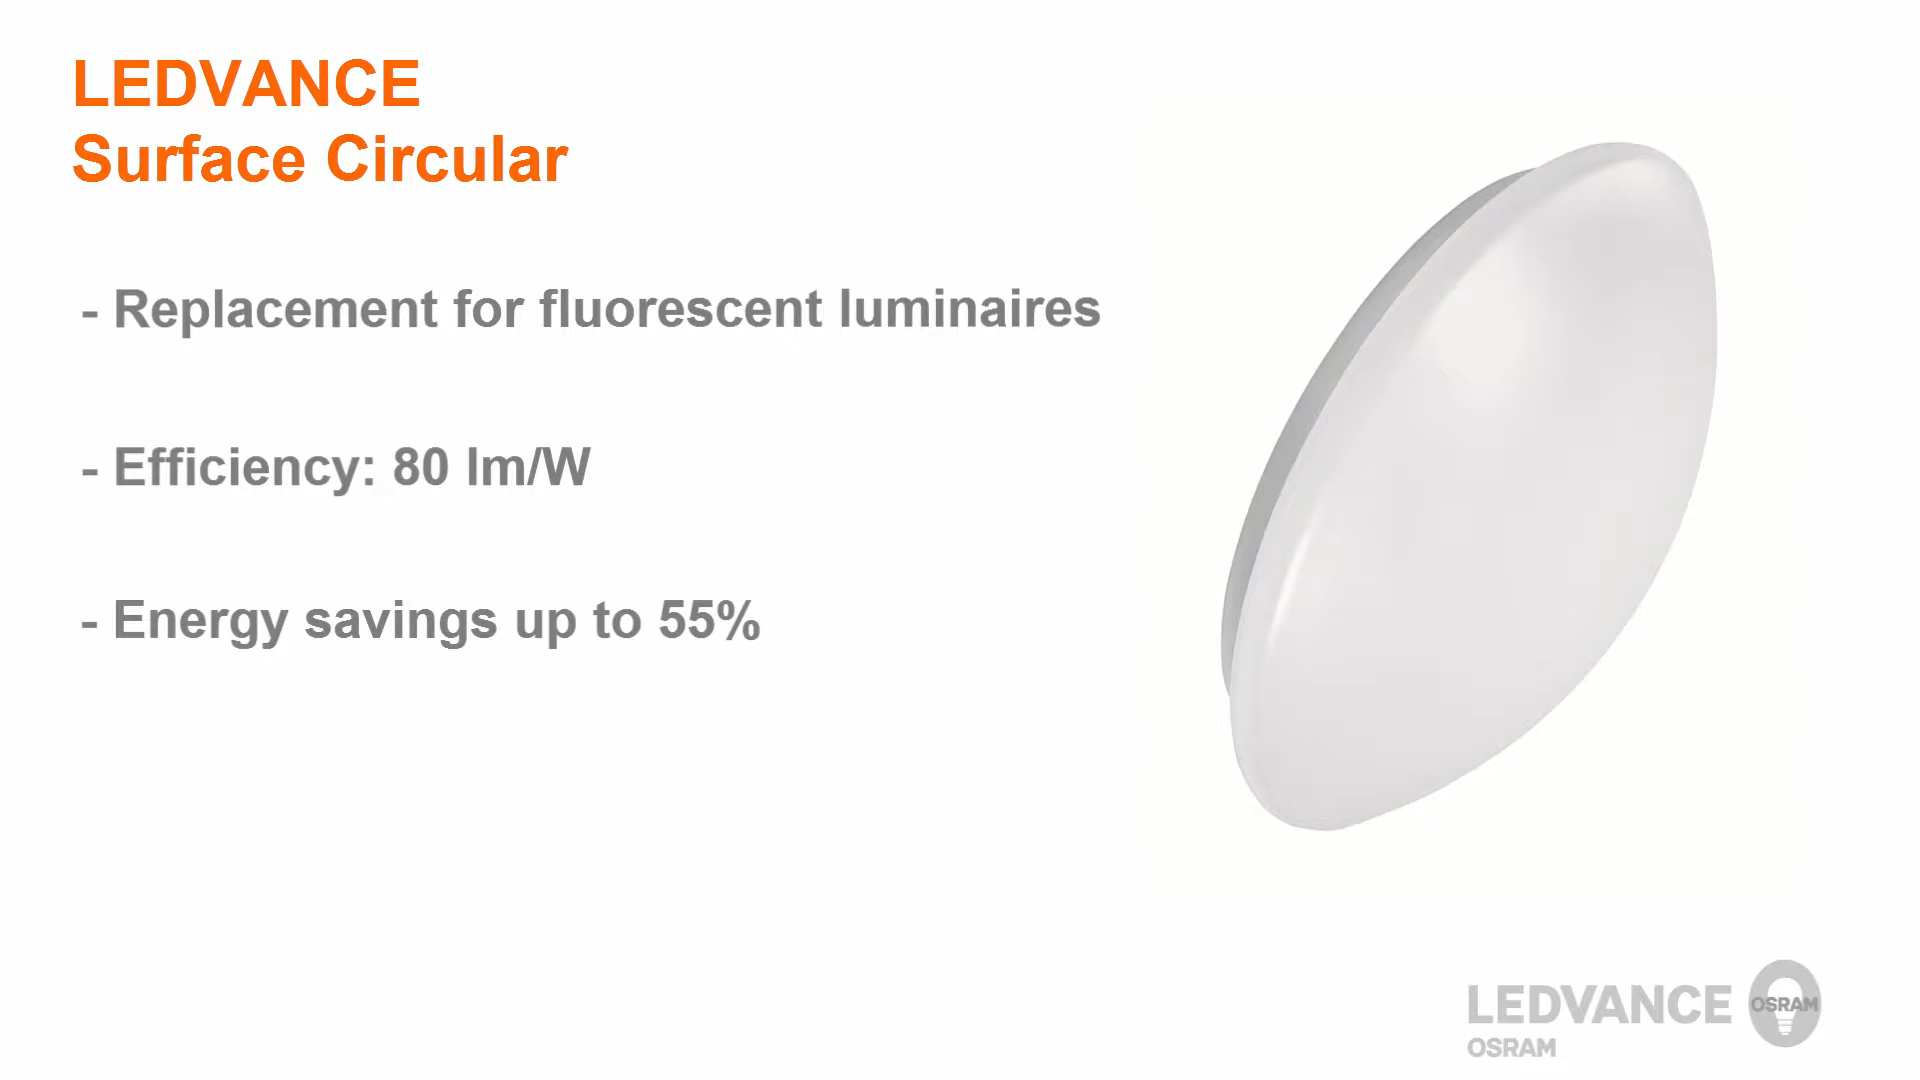 LEDVANCE
Surface Circular
- Replacement for fluorescent luminaires
- Efficiency: 80 lm/W
- Energy savings up to 55%
LEDVANCE
OSRAM
OSRAM